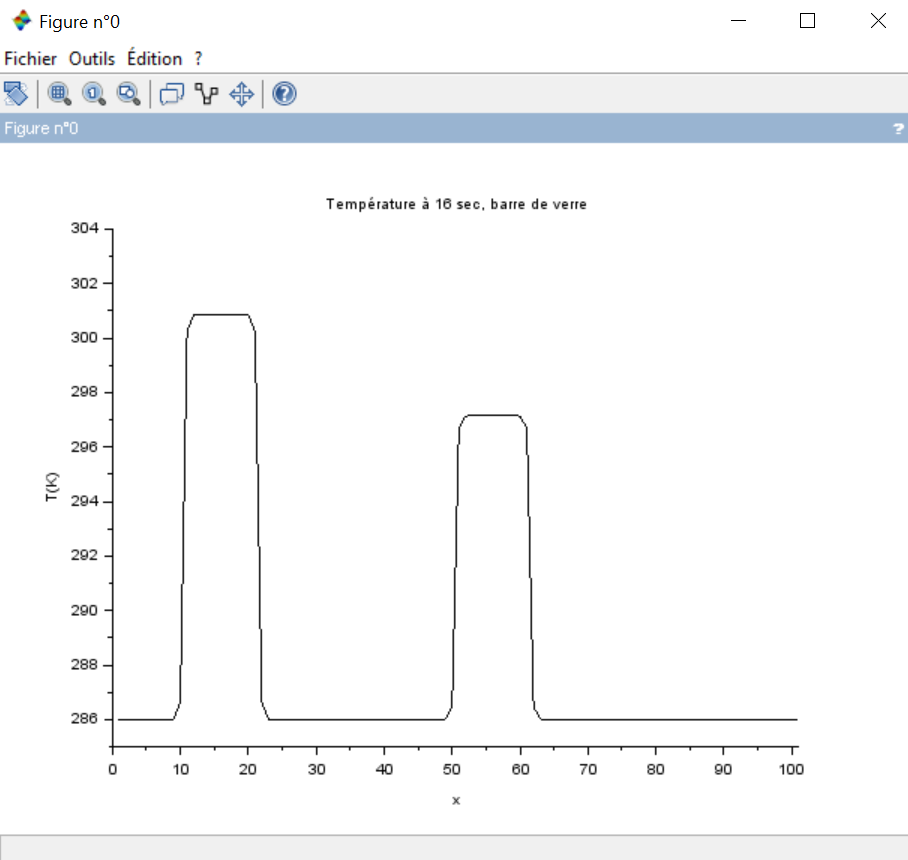 Figure n°0
Fichier Outils Édition ?
Figure n°0 ?
Température à 16 sec, barre de verre
304
302
300
298
296
294
292
290
288
286
T(K)
0 10 20 30 40 50 60 70 80 90 100
x